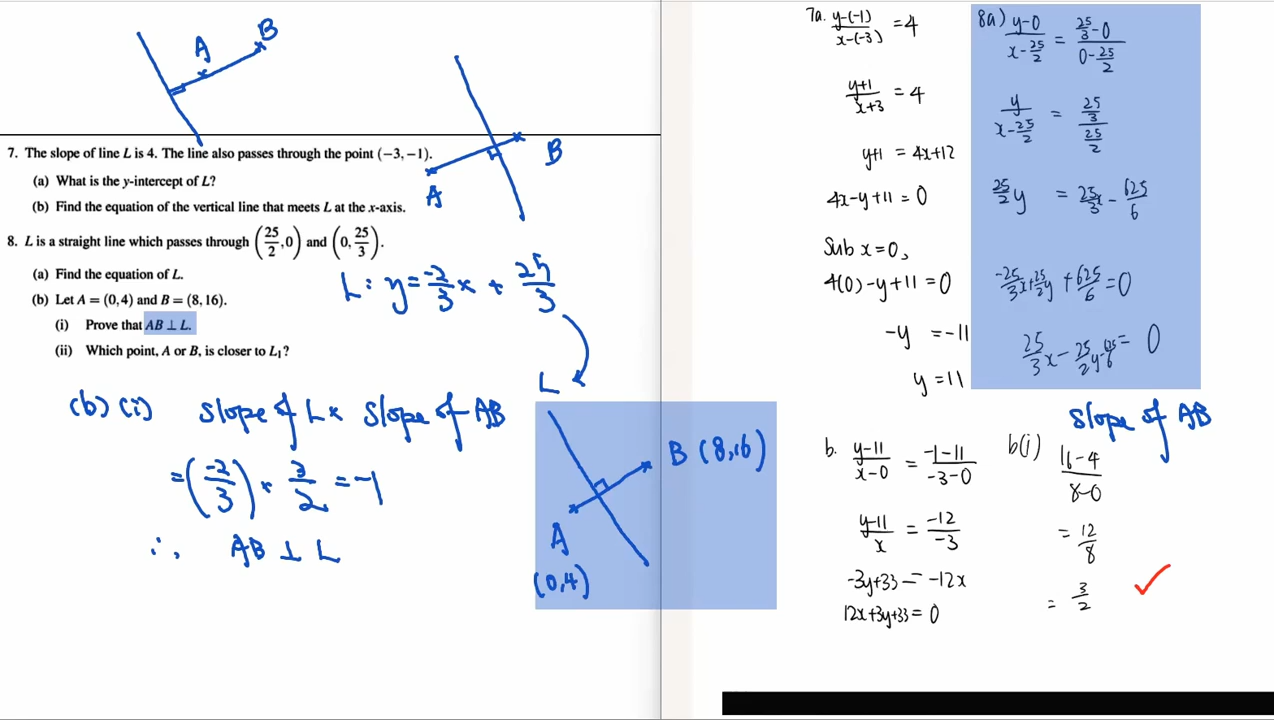 A
B
A
B
7. The slope of line L is 4. The line also passes through the point (−3, −1).
(a) What is the y-intercept of L?
(b) Find the equation of the vertical line that meets L at the x-axis.
8. L is a straight line which passes through (25/2, 0) and (0, 25/3).
(a) Find the equation of L.
L: y = -2/3 x + 25/3
(b) Let A = (0, 4) and B = (8, 16).
(i) Prove that AB ⊥ L.
(ii) Which point, A or B, is closer to L₁?
(b) (i) slope of L × slope of AB
= (-2/3) × 3/2 = -1
∴ AB ⊥ L
L
B (8,16)
A
(0,4)
7a. y-(-1)/x-(-3) = 4
y+1/x+3 = 4
y+1 = 4x+12
4x-y+11 = 0
Sub x=0,
4(0)-y+11=0
-y = -11
y = 11
b. y-11/x-0 = -1-11/-3-0
y-11/x = -12/-3
-3y+33 = -12x
12x+3y+33 = 0
8a) y-0/x-25/2 = 25/3-0/0-25/2
y/x-25/2 = 25/3/25/2
25/2 y = 25/3 x - 625/6
-25/3 x + 25/2 y + 625/6 = 0
25/3 x - 25/2 y - 625/6 = 0
slope of AB
b(i) 16-4/8-0
= 12/8
= 3/2